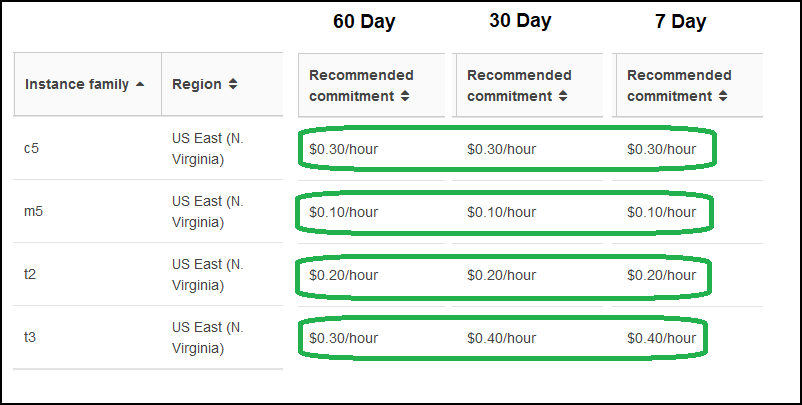 60 Day 30 Day 7 Day
Instance family Region Recommended commitment Recommended commitment Recommended commitment
c5 US East (N. Virginia) $0.30/hour $0.30/hour $0.30/hour
m5 US East (N. Virginia) $0.10/hour $0.10/hour $0.10/hour
t2 US East (N. Virginia) $0.20/hour $0.20/hour $0.20/hour
t3 US East (N. Virginia) $0.30/hour $0.40/hour $0.40/hour